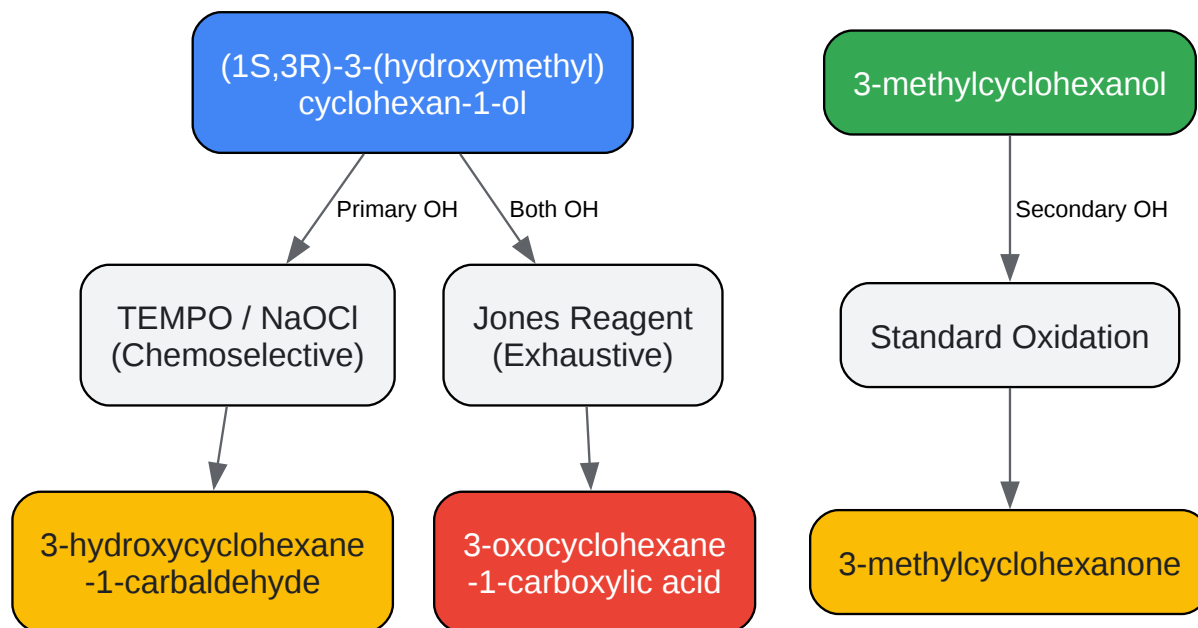 (1S,3R)-3-(hydroxymethyl)
cyclohexan-1-ol
3-methylcyclohexanol
Primary OH
Both OH
Secondary OH
TEMPO / NaOCl
(Chemoselective)
Jones Reagent
(Exhaustive)
Standard Oxidation
3-hydroxycyclohexane
-1-carbaldehyde
3-oxocyclohexane
-1-carboxylic acid
3-methylcyclohexanone